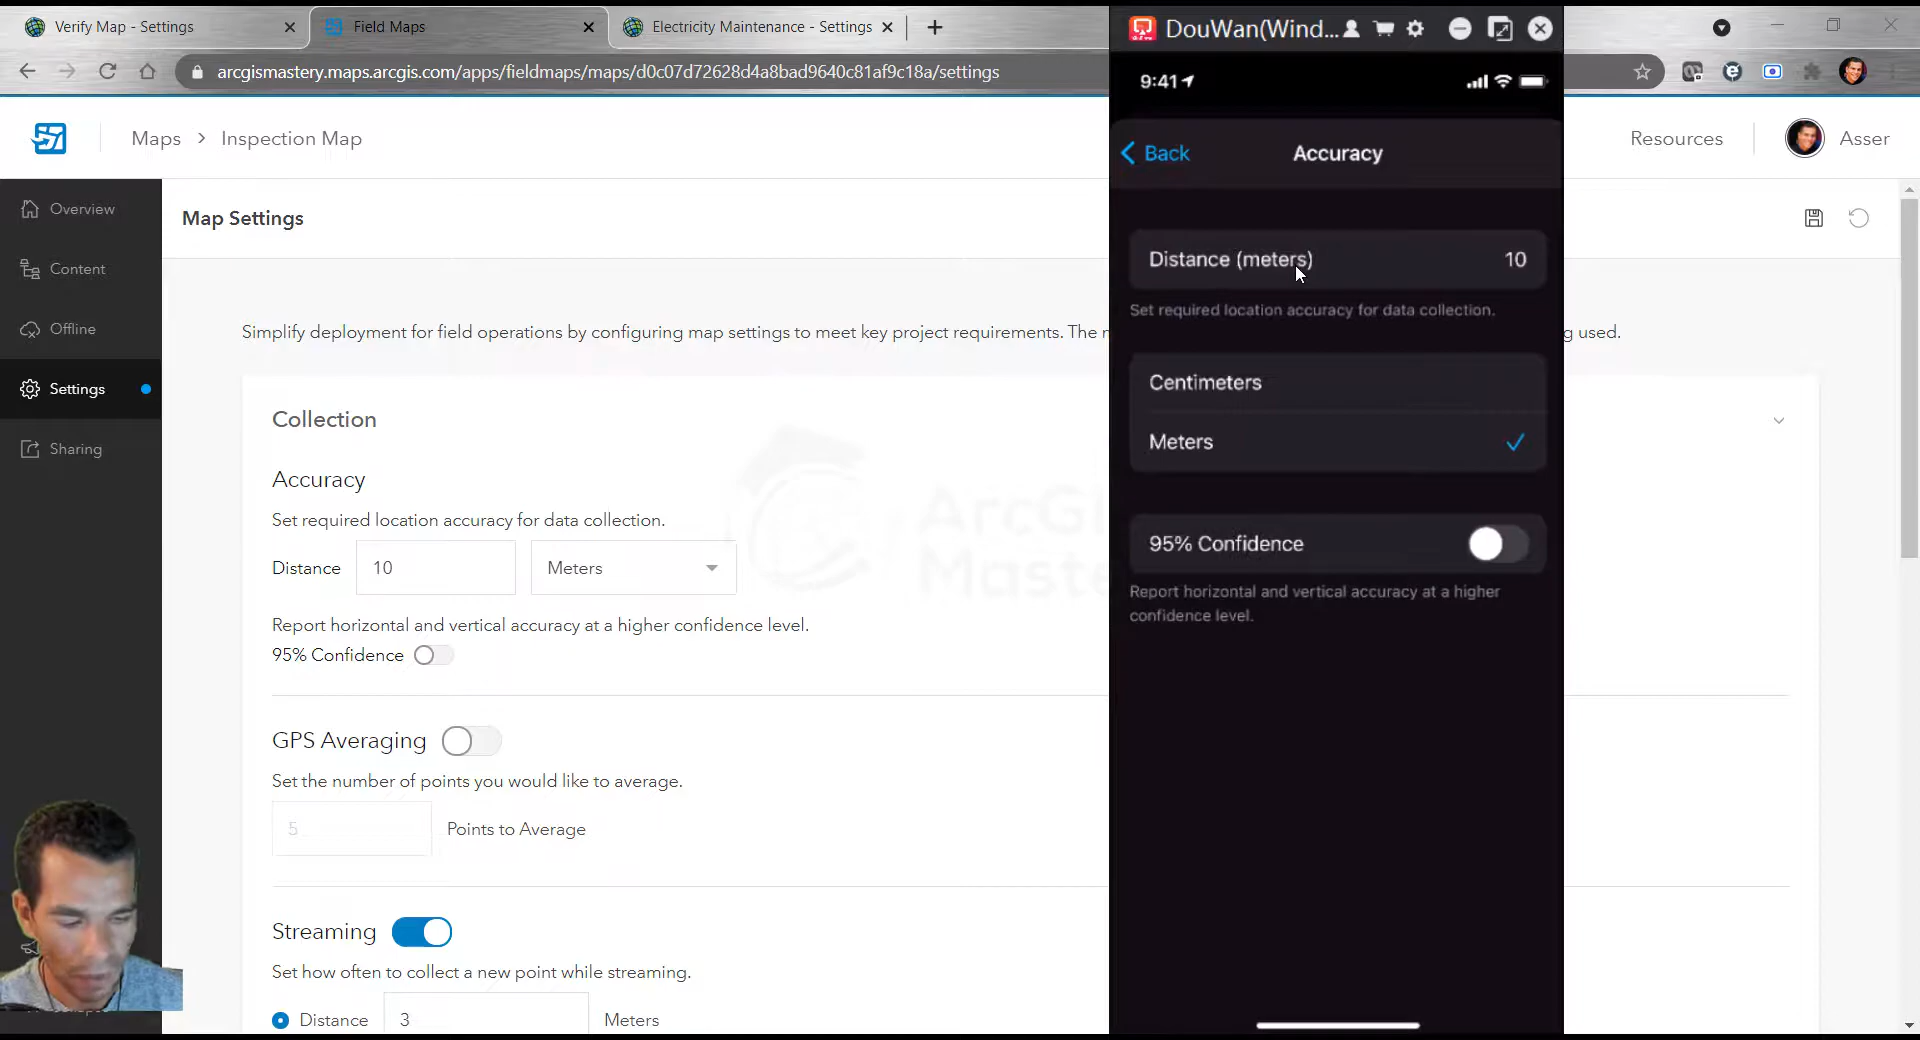 Verify Map - Settings
Field Maps
Electricity Maintenance - Settings
DouWan(Wind...
arcgismastery.maps.arcgis.com/apps/fieldmaps/maps/d0c07d72628d4a8bad9640c81af9c18a/settings
9:41
Maps > Inspection Map
Resources
Asser
Back
Accuracy
Overview
Content
Offline
Settings
Sharing
Map Settings
Simplify deployment for field operations by configuring map settings to meet key project requirements. The
g used.
Collection
Accuracy
Set required location accuracy for data collection.
Distance
10
Meters
Report horizontal and vertical accuracy at a higher confidence level.
95% Confidence
GPS Averaging
Set the number of points you would like to average.
5
Points to Average
Streaming
Set how often to collect a new point while streaming.
Distance
3
Meters
Distance (meters)
10
Set required location accuracy for data collection.
Centimeters
Meters
95% Confidence
Report horizontal and vertical accuracy at a higher
confidence level.
ArcGI
Maste